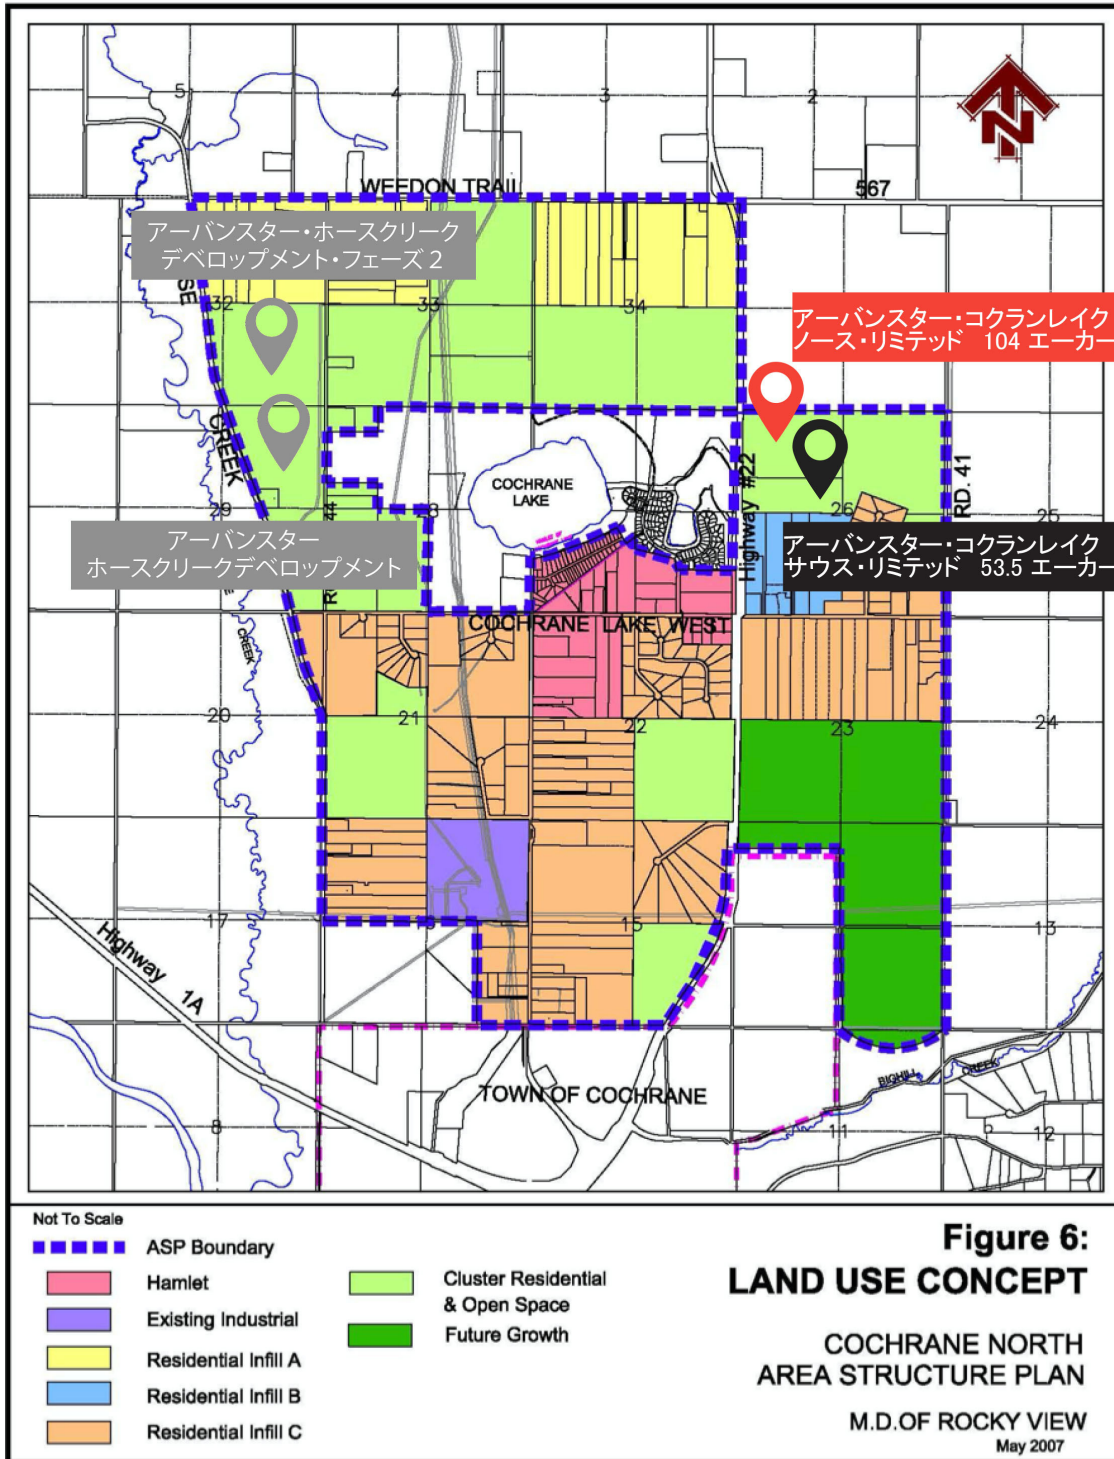 5
4
3
2
N
WEEDON TRAIL
567
アーバンスター・ホースクリーク
デベロップメント・フェーズ 2
SE
32
33
34
アーバンスター・コクランレイク
ノース・リミテッド 104 エーカー
CREEK
COCHRANE
LAKE
Highway #22
RD. 41
29
26
25
アーバンスター
ホースクリークデベロップメント
アーバンスター・コクランレイク
サウス・リミテッド 53.5 エーカー
COCHRANE LAKE WEST
CREEK
20
21
22
23
24
17
15
13
Highway 1A
TOWN OF COCHRANE
BIGHILL CREEK
8
11
12
Not To Scale
ASP Boundary
Hamlet
Existing Industrial
Residential Infill A
Residential Infill B
Residential Infill C
Cluster Residential
& Open Space
Future Growth
Figure 6:
LAND USE CONCEPT
COCHRANE NORTH
AREA STRUCTURE PLAN
M.D.OF ROCKY VIEW
May 2007